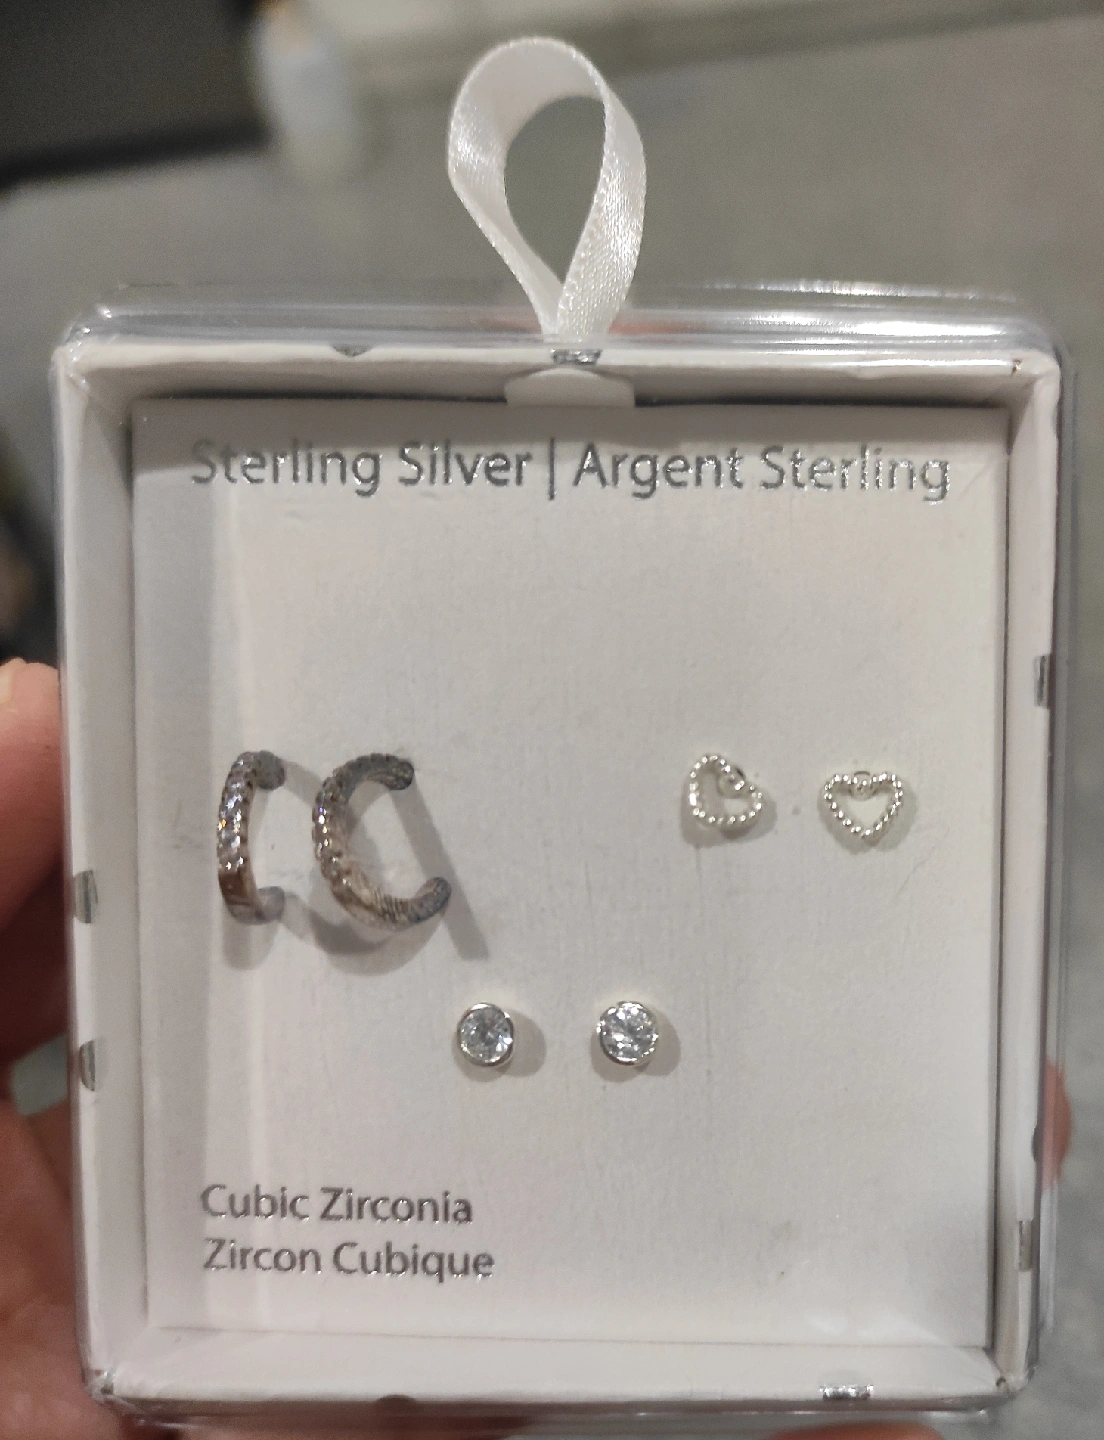 Sterling Silver | Argent Sterling
Cubic Zirconia
Zircon Cubique